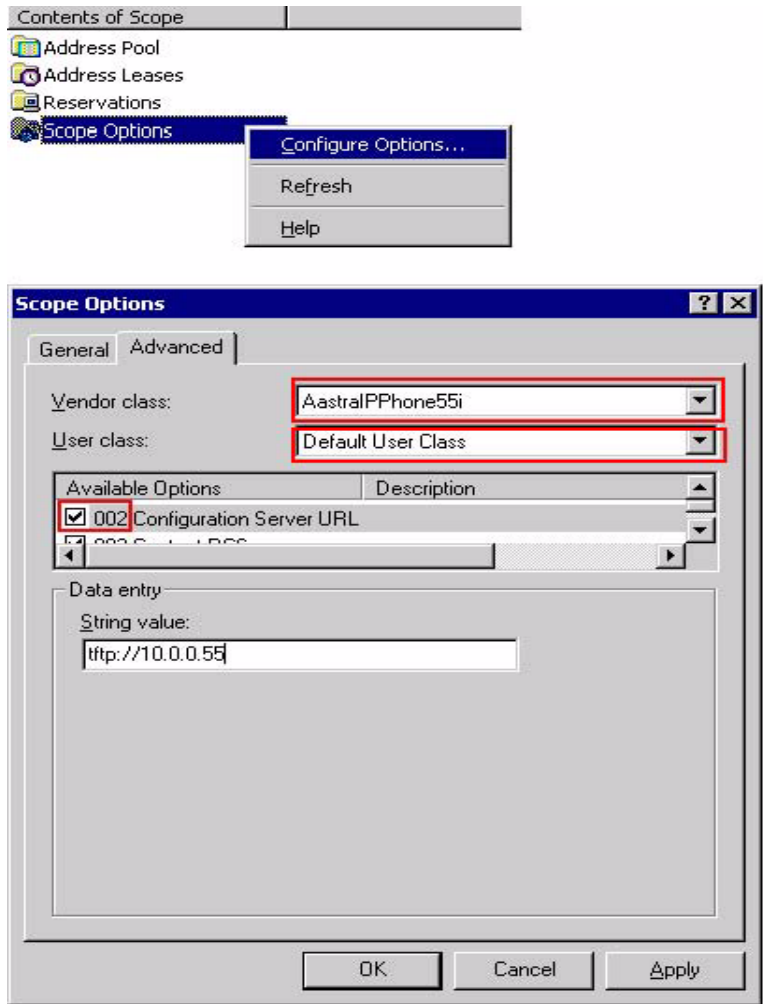 Contents of Scope
Address Pool
Address Leases
Reservations
Scope Options
Configure Options...
Refresh
Help
Scope Options
General Advanced
Vendor class: AastraIPPhone55i
User class: Default User Class
Available Options Description
002 Configuration Server URL
Data entry
String value:
tftp://10.0.0.55
OK Cancel Apply